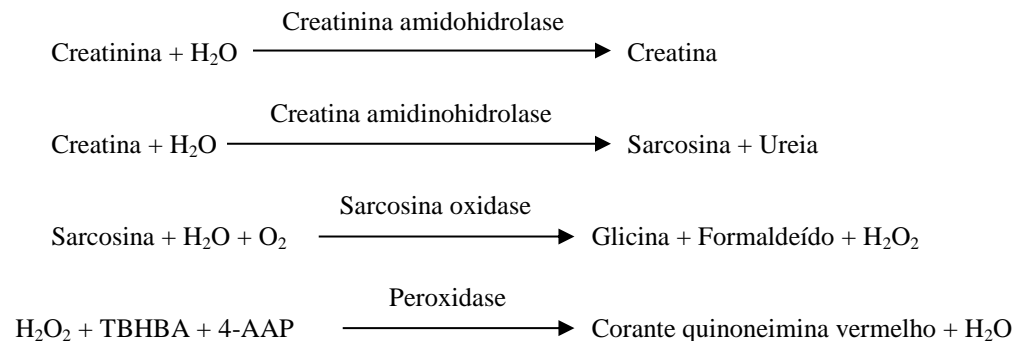 Creatinina amidohidrolase
Creatinina + H₂O → Creatina
Creatina amidinohidrolase
Creatina + H₂O → Sarcosina + Ureia
Sarcosina oxidase
Sarcosina + H₂O + O₂ → Glicina + Formaldeído + H₂O₂
Peroxidase
H₂O₂ + TBHBA + 4-AAP → Corante quinoneimina vermelho + H₂O